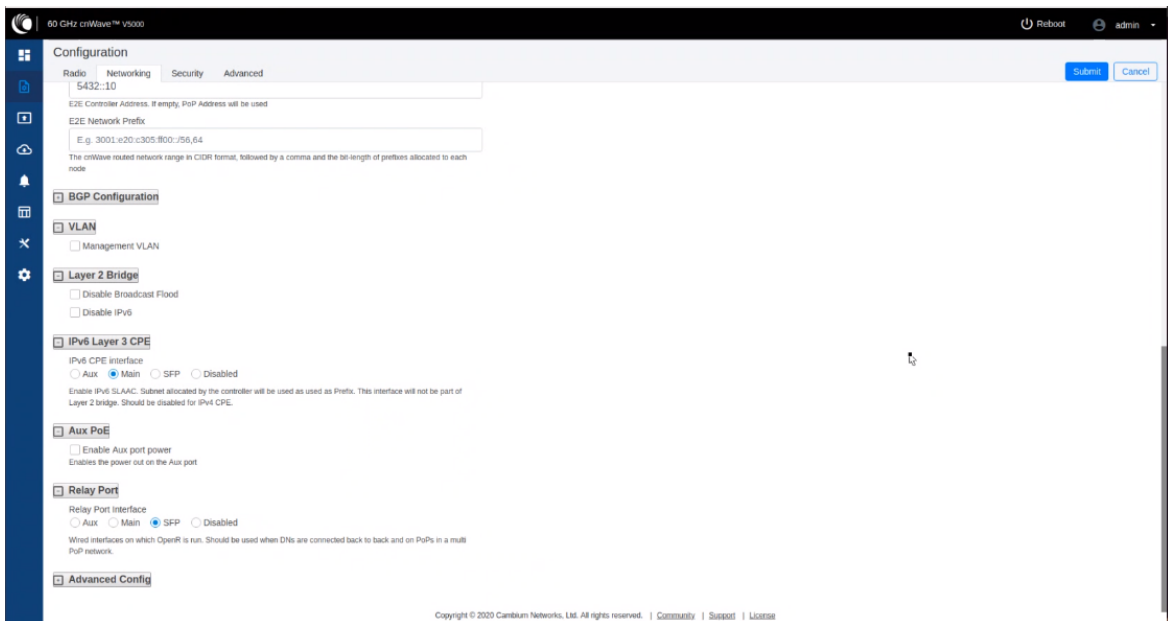 60 GHz cnWave™ V5000
Reboot
admin
Configuration
Radio Networking Security Advanced
Submit Cancel
5432::10
E2E Controller Address. If empty, PoP Address will be used
E2E Network Prefix
E.g. 3001:e20:c305:ff00::/56,64
The cnWave routed network range in CIDR format, followed by a comma and the bit-length of prefixes allocated to each
node
BGP Configuration
VLAN
Management VLAN
Layer 2 Bridge
Disable Broadcast Flood
Disable IPv6
IPv6 Layer 3 CPE
IPv6 CPE interface
Aux Main SFP Disabled
Enable IPv6 SLAAC. Subnet allocated by the controller will be used as used as Prefix. This interface will not be part of
Layer 2 bridge. Should be disabled for IPv4 CPE.
Aux PoE
Enable Aux port power
Enables the power out on the Aux port
Relay Port
Relay Port Interface
Aux Main SFP Disabled
Wired interfaces on which OpenR is run. Should be used when DNs are connected back to back and on PoPs in a multi
PoP network.
Advanced Config
Copyright © 2020 Cambium Networks, Ltd. All rights reserved. | Community | Support | License